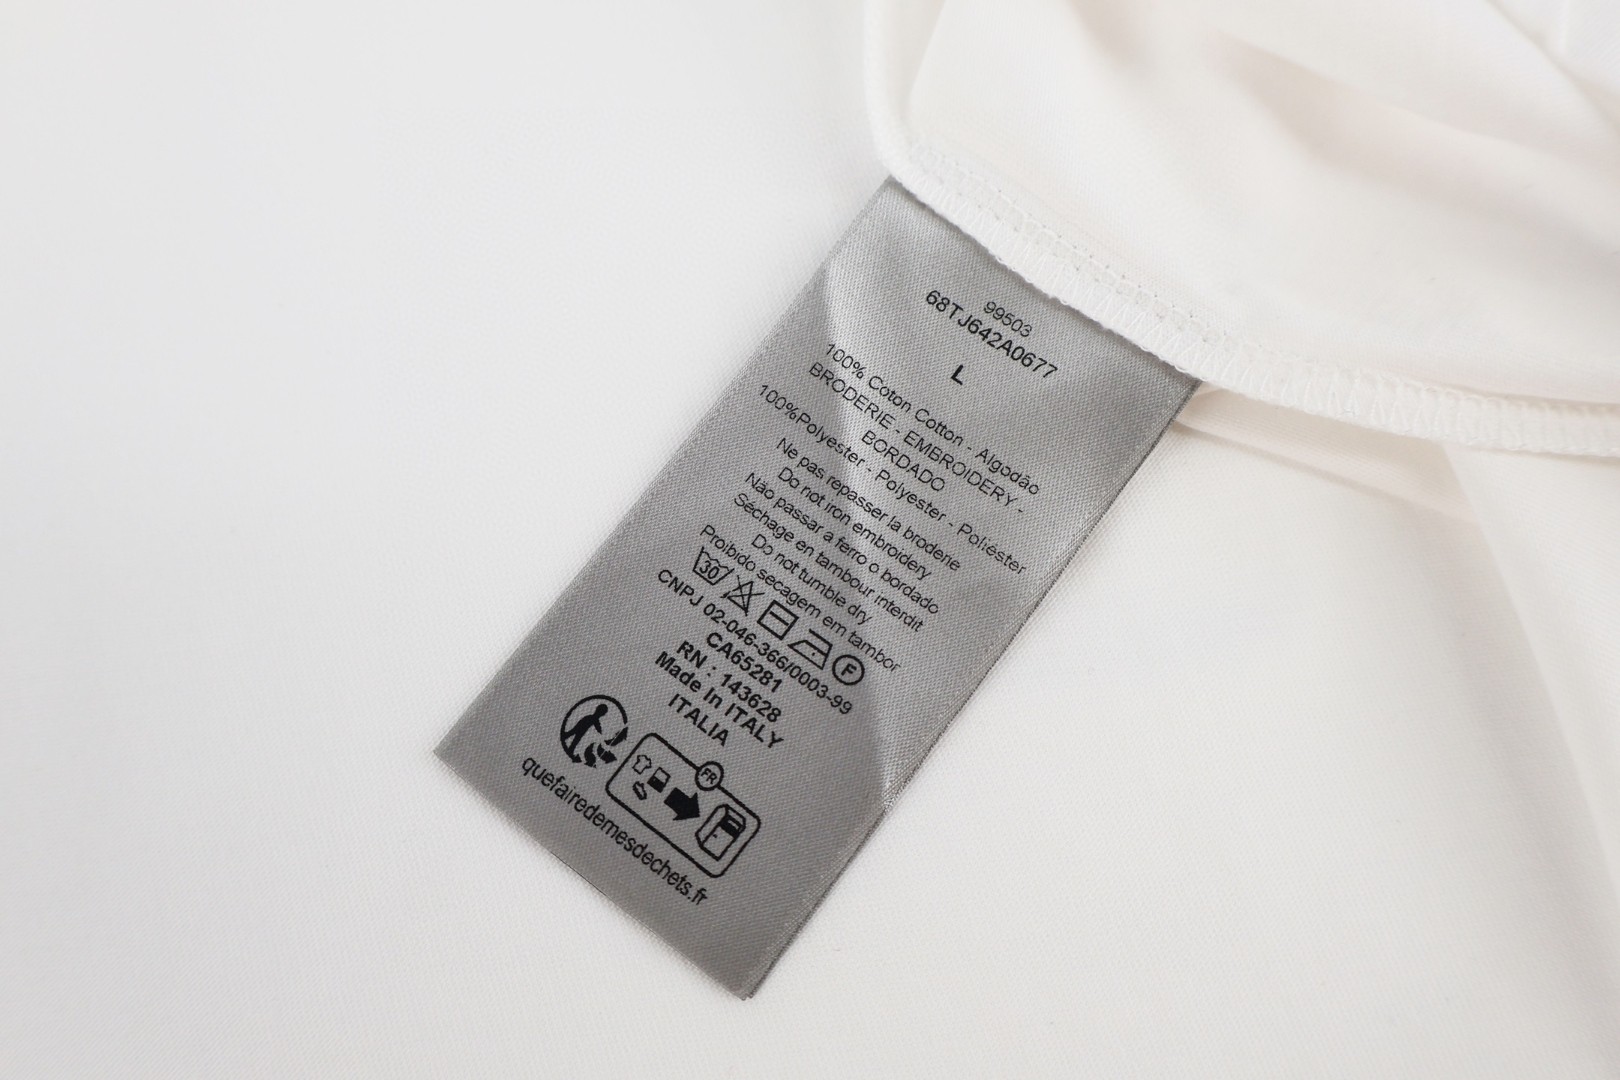 99503
68TJ642A0677
L
100% Coton Cotton - Algodão
BRODERIE - EMBROIDERY -
BORDADO
100%Polyester - Polyester - Poliéster
Ne pas repasser la broderie
Do not iron embroidery
Não passar a ferro o bordado
Séchage en tambour interdit
Do not tumble dry
Proibido secagem em tambor
30 F
CNPJ 02-046-366/0003-99
CA65281
RN : 143628
Made In ITALY
ITALIA
FR
quefairedemesdechets.fr